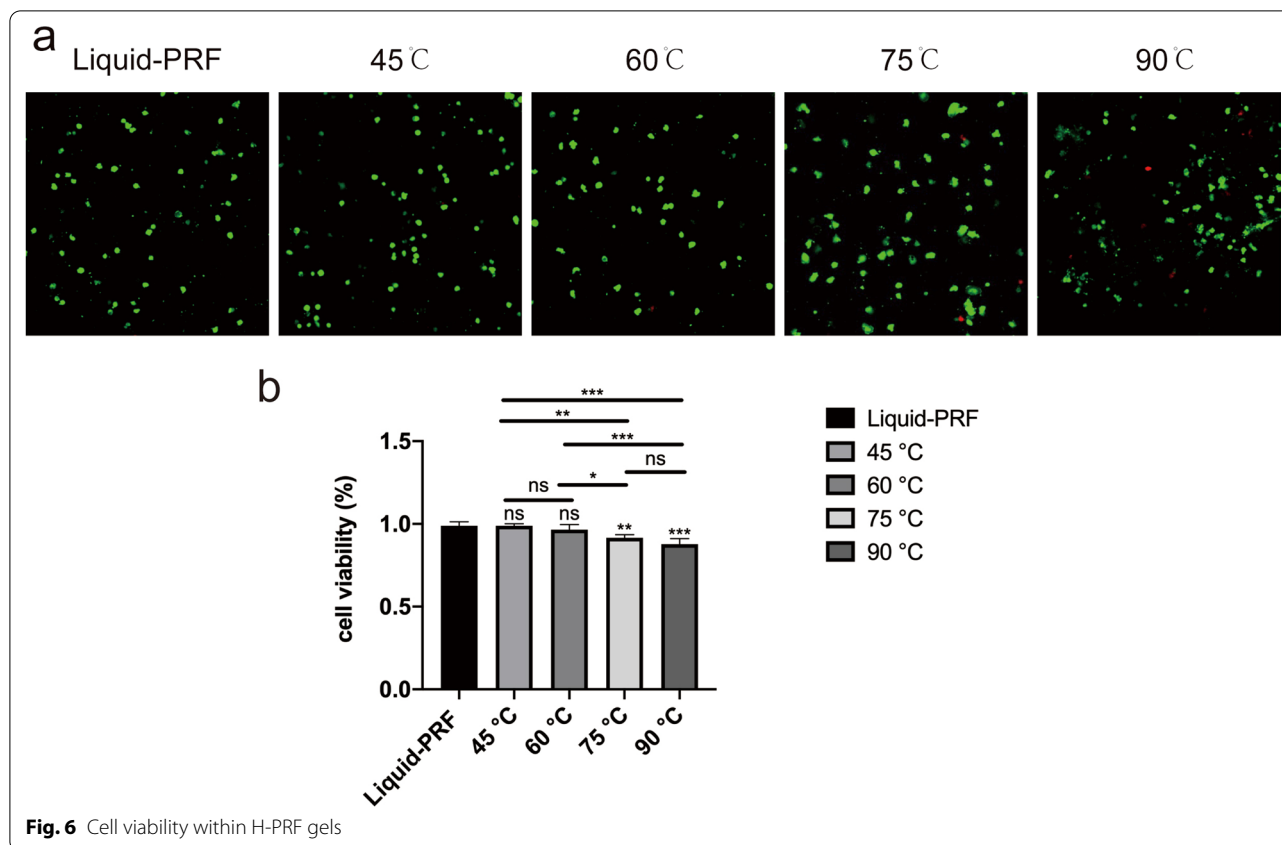 a
Liquid-PRF 45℃ 60℃ 75℃ 90℃
b
***
**
***
ns
*
ns
ns ns ** ***
1.5
1.0
0.5
0.0
cell viability (%)
Liquid-PRF 45 °C 60 °C 75 °C 90 °C
Liquid-PRF
45 °C
60 °C
75 °C
90 °C
Fig. 6 Cell viability within H-PRF gels